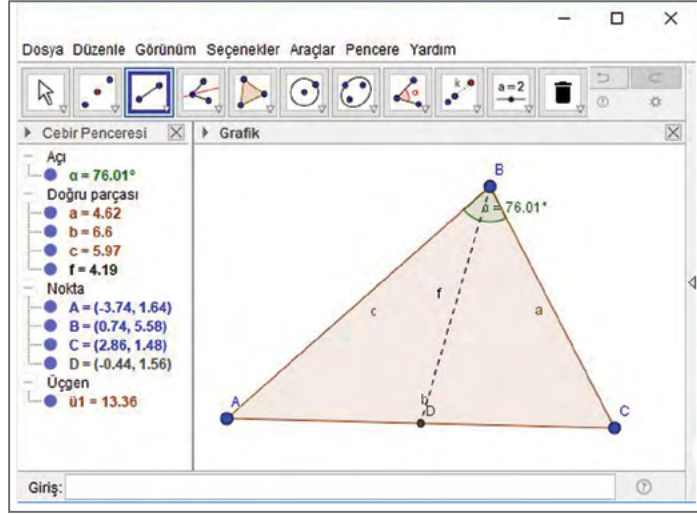 Dosya Düzenle Görünüm Seçenekler Araçlar Pencere Yardım
k
a=2
α
Cebir Penceresi
Grafik
Açı
α = 76.01°
Doğru parçası
a = 4.62
b = 6.6
c = 5.97
f = 4.19
Nokta
A = (-3.74, 1.64)
B = (0.74, 5.58)
C = (2.86, 1.48)
D = (-0.44, 1.56)
Üçgen
ü1 = 13.36
B
α = 76.01°
f
c
a
A
b
D
C
Giriş: